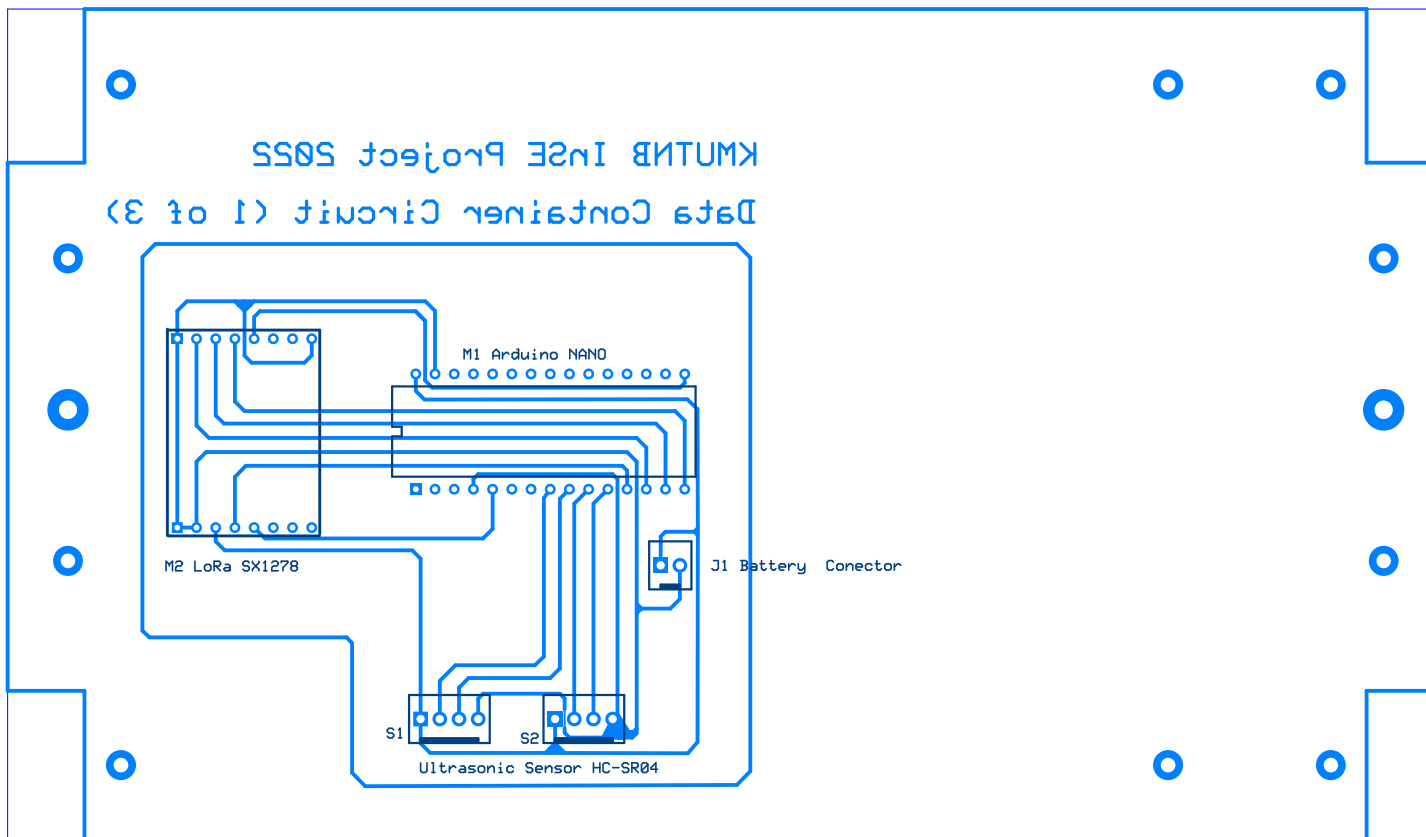 KMUTNB InSE Project 2022
Data Container Circuit (1 of 3)
M1 Arduino NANO
M2 LoRa SX1278
J1 Battery Conector
S1
S2
Ultrasonic Sensor HC-SR04